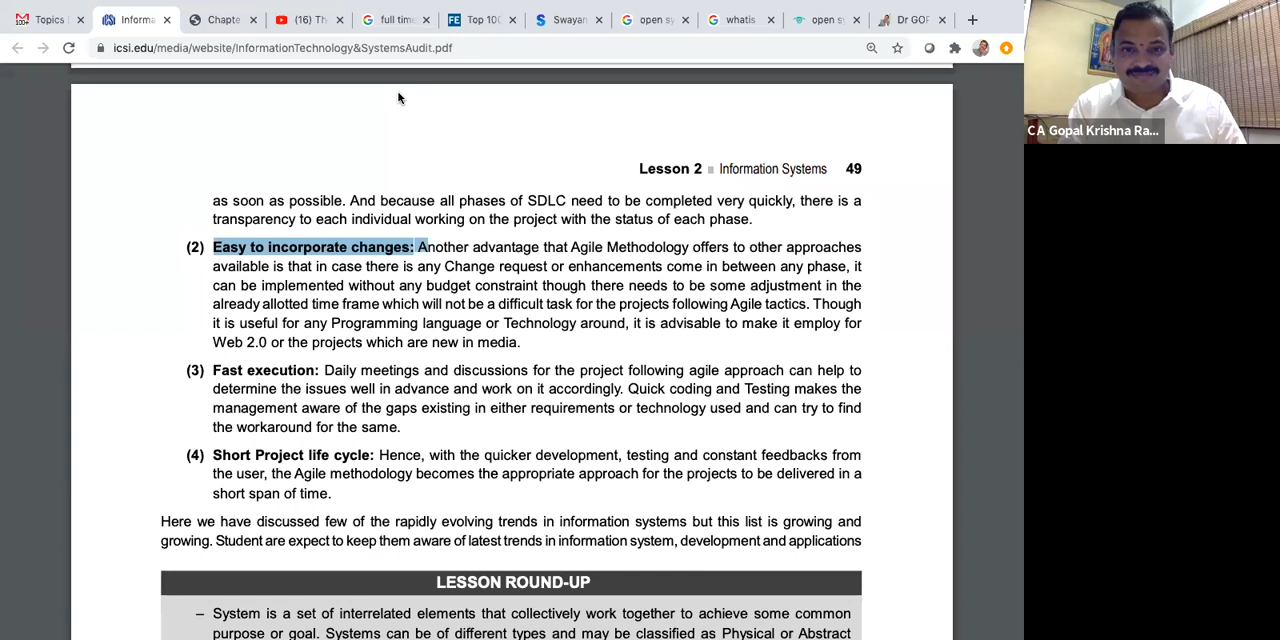 Topics
100+
Informa
Chapte
(16) Th
full time
FE
Top 100
Swayan
open sy
whatis
open sy
Dr GOP
icsi.edu/media/website/InformationTechnology&SystemsAudit.pdf
C A Gopal Krishna Ra...
Lesson 2 Information Systems 49
as soon as possible. And because all phases of SDLC need to be completed very quickly, there is a
transparency to each individual working on the project with the status of each phase.
(2) Easy to incorporate changes: Another advantage that Agile Methodology offers to other approaches
available is that in case there is any Change request or enhancements come in between any phase, it
can be implemented without any budget constraint though there needs to be some adjustment in the
already allotted time frame which will not be a difficult task for the projects following Agile tactics. Though
it is useful for any Programming language or Technology around, it is advisable to make it employ for
Web 2.0 or the projects which are new in media.
(3) Fast execution: Daily meetings and discussions for the project following agile approach can help to
determine the issues well in advance and work on it accordingly. Quick coding and Testing makes the
management aware of the gaps existing in either requirements or technology used and can try to find
the workaround for the same.
(4) Short Project life cycle: Hence, with the quicker development, testing and constant feedbacks from
the user, the Agile methodology becomes the appropriate approach for the projects to be delivered in a
short span of time.
Here we have discussed few of the rapidly evolving trends in information systems but this list is growing and
growing. Student are expect to keep them aware of latest trends in information system, development and applications
LESSON ROUND-UP
– System is a set of interrelated elements that collectively work together to achieve some common
purpose or goal. Systems can be of different types and may be classified as Physical or Abstract